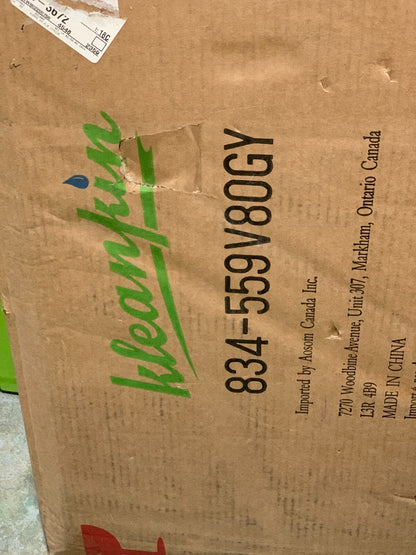 kleankin
834-559V80GY
Imported by Aosom Canada Inc.
7270 Woodbine Avenue, Unit 307, Markham, Ontario Canada
L3R 4B9
MADE IN CHINA